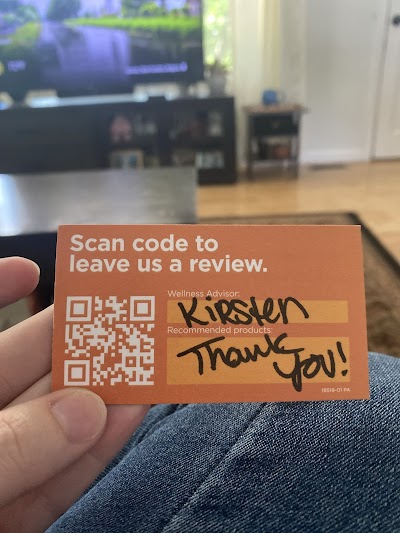 Scan code to
leave us a review.
Wellness Advisor:
KiRSten
Recommended products:
Thank
you!